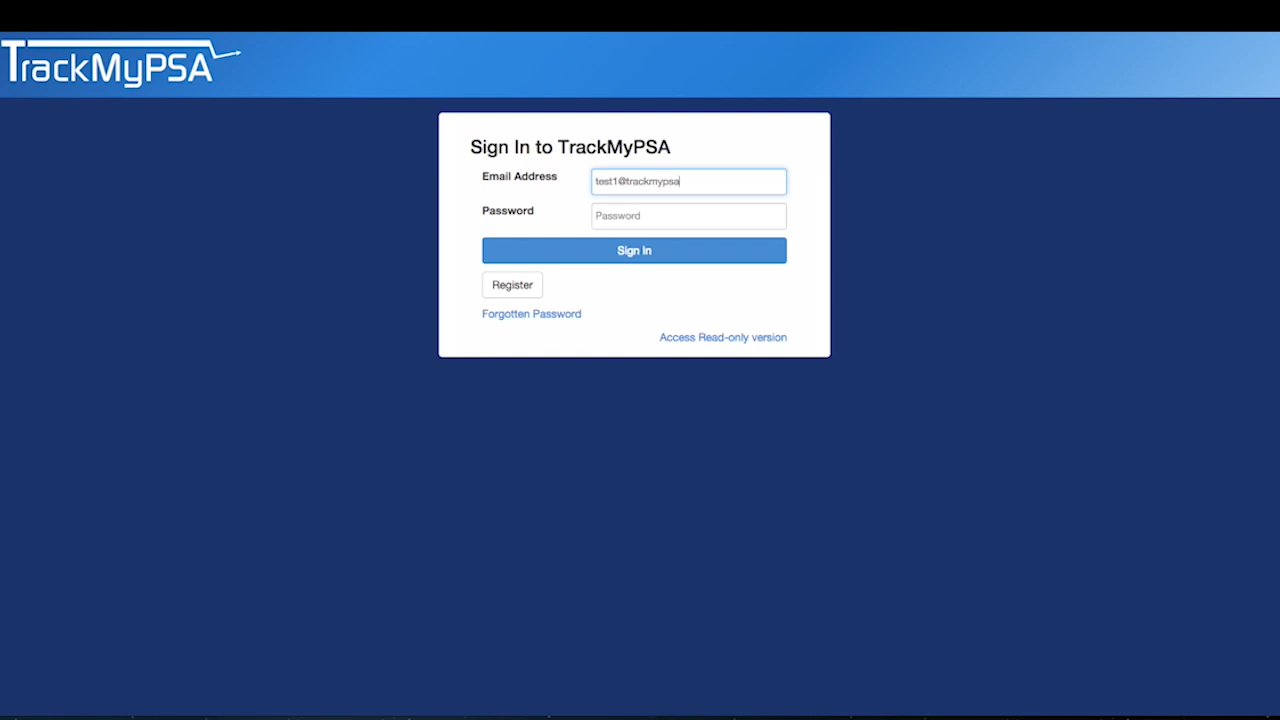 TrackMyPSA
Sign In to TrackMyPSA
Email Address
test1@trackmypsa
Password
Password
Sign In
Register
Forgotten Password
Access Read-only version